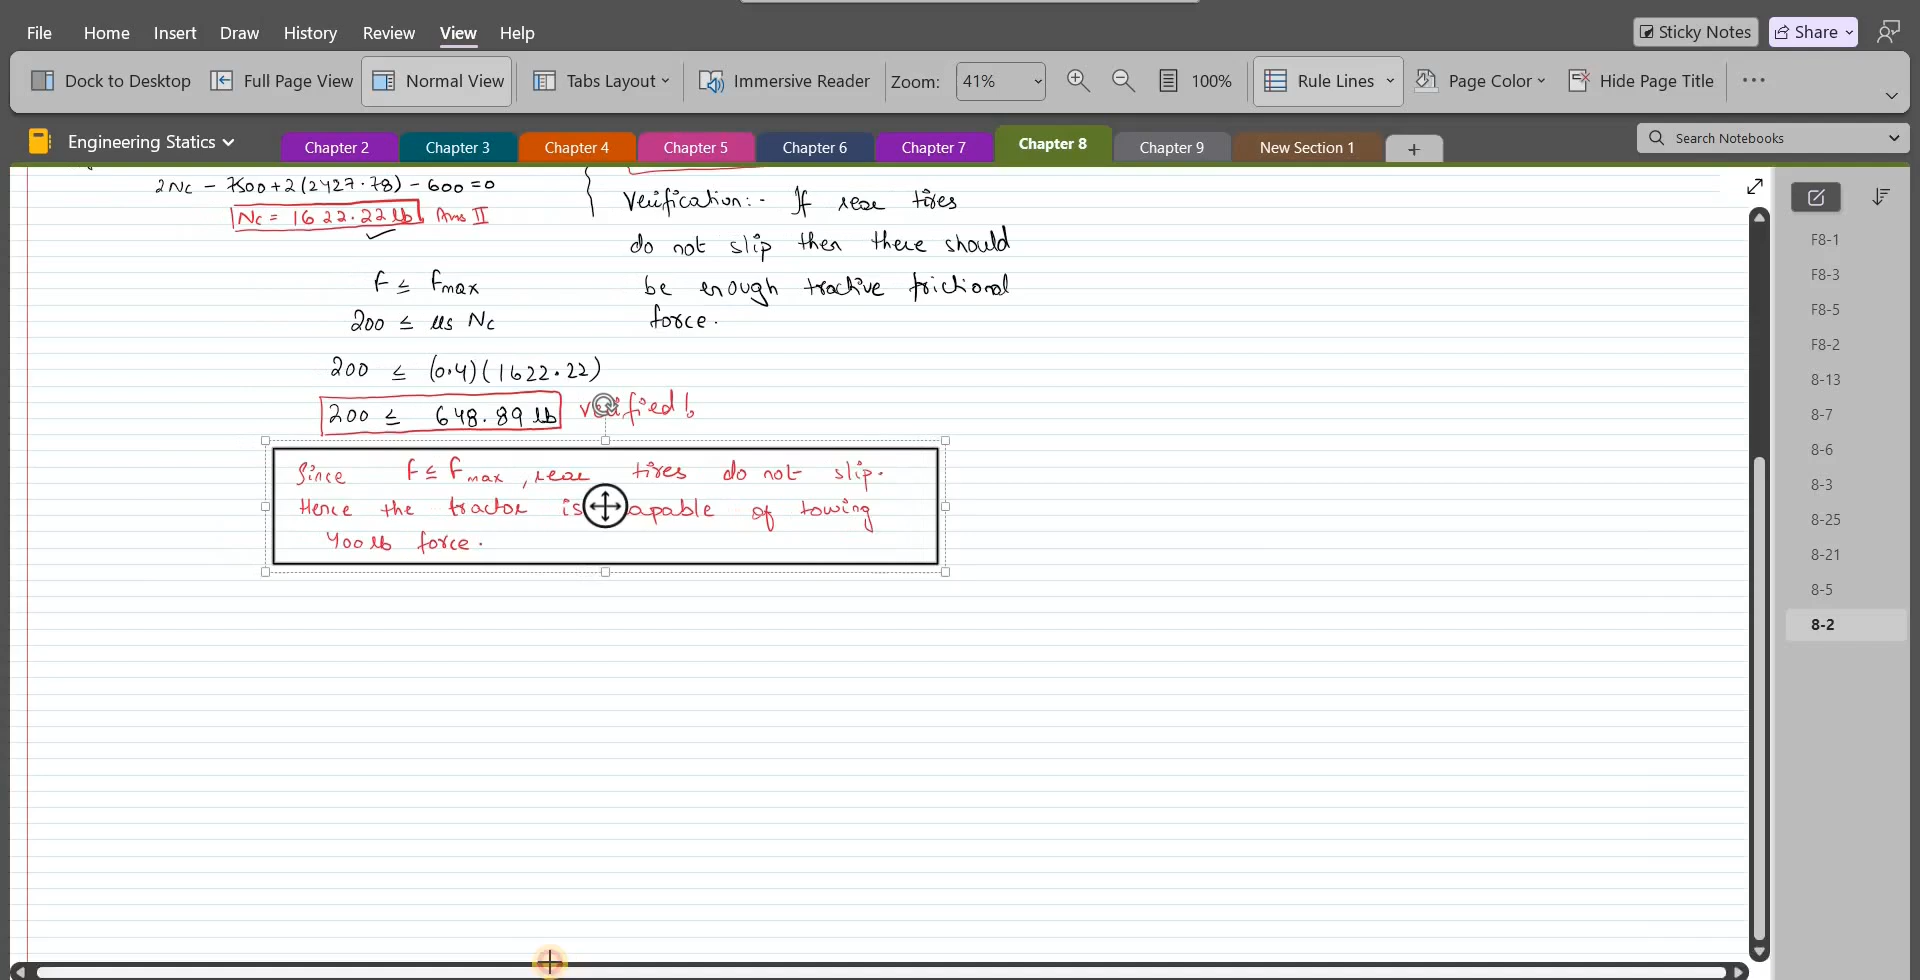 File Home Insert Draw History Review View Help Sticky Notes Share
Dock to Desktop Full Page View Normal View Tabs Layout Immersive Reader Zoom: 41% 100% Rule Lines Page Color Hide Page Title
Engineering Statics Chapter 2 Chapter 3 Chapter 4 Chapter 5 Chapter 6 Chapter 7 Chapter 8 Chapter 9 New Section 1 + Search Notebooks
2Nc - 7500 + 2(2427.78) - 600 = 0
Nc = 1622.22 lb Ans II
F ≤ Fmax
200 ≤ μs Nc
200 ≤ (0.4)(1622.22)
200 ≤ 648.89 lb verified!
Verification:- If rear tires
do not slip then there should
be enough tractive frictional
force.
Since F ≤ Fmax, rear tires do not slip.
Hence the tractor is capable of towing
400 lb force.
F8-1
F8-3
F8-5
F8-2
8-13
8-7
8-6
8-3
8-25
8-21
8-5
8-2